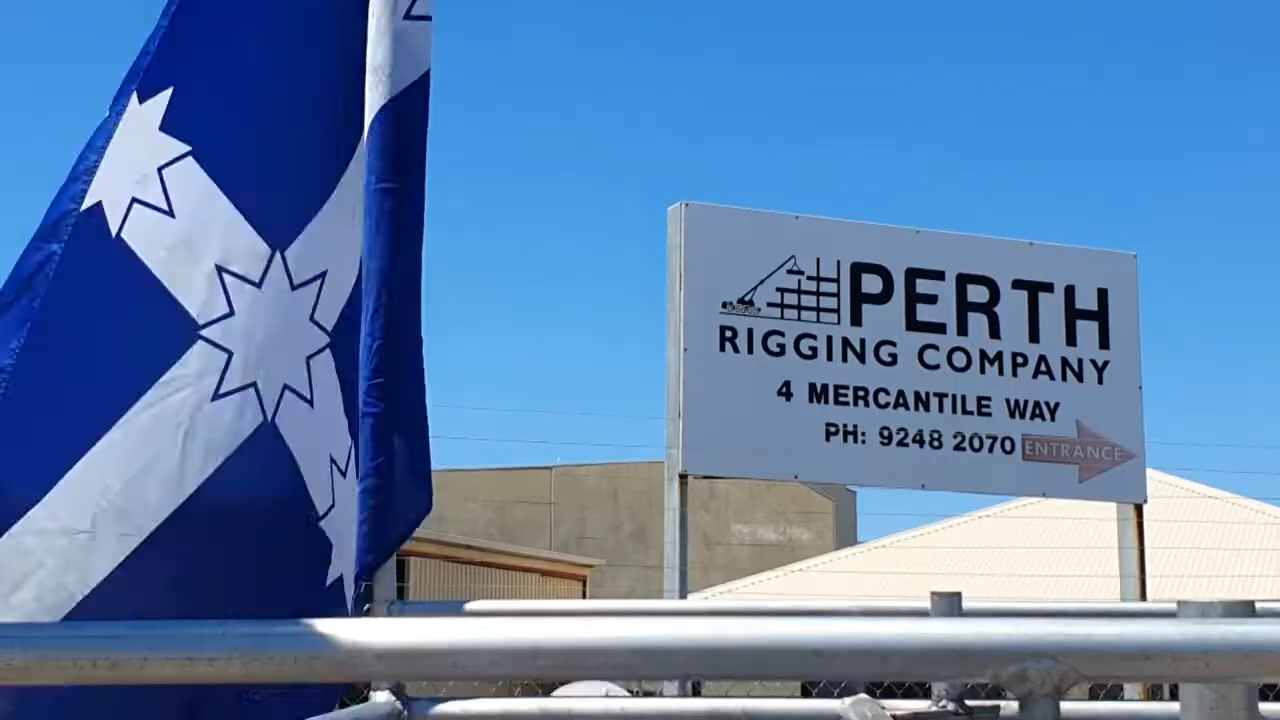 PERTH
RIGGING COMPANY
4 MERCANTILE WAY
PH: 9248 2070
ENTRANCE